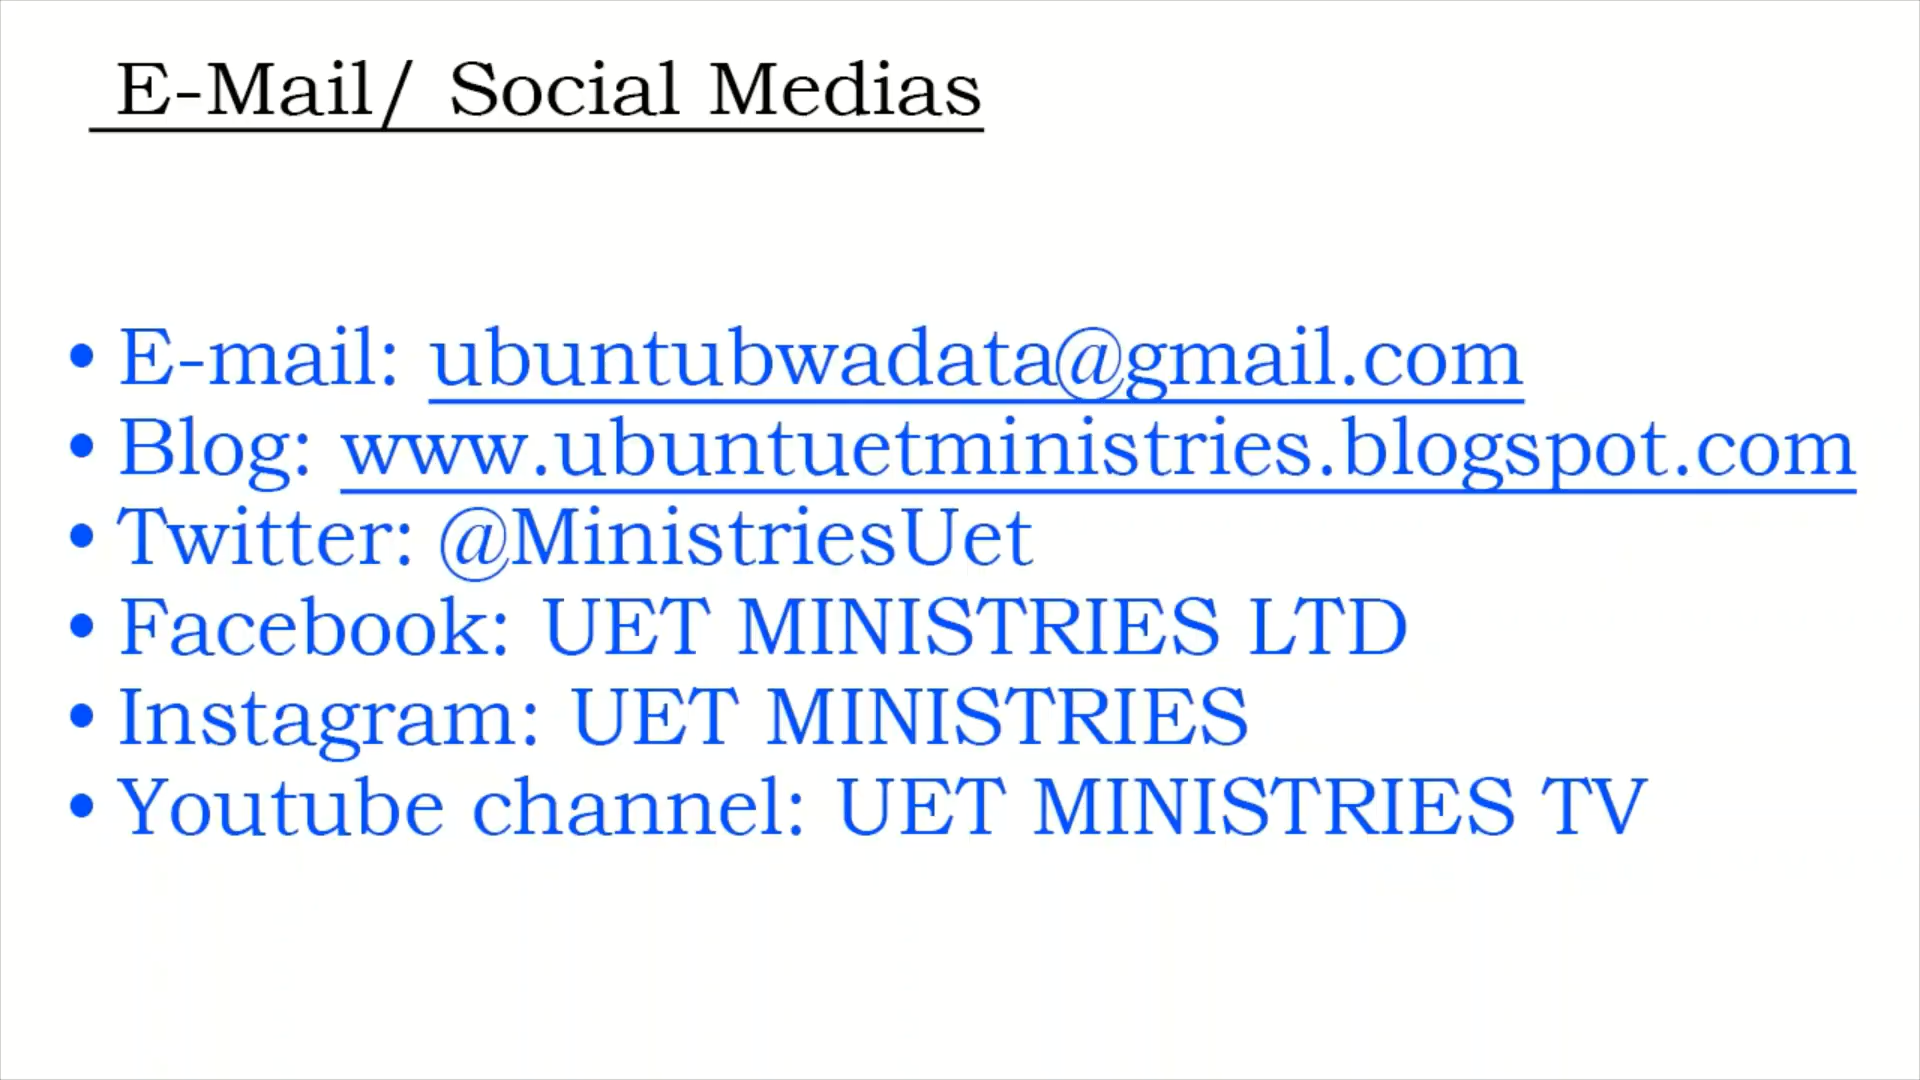 E-Mail/ Social Medias
• E-mail: ubuntubwadata@gmail.com
• Blog: www.ubuntuetministries.blogspot.com
• Twitter: @MinistriesUet
• Facebook: UET MINISTRIES LTD
• Instagram: UET MINISTRIES
• Youtube channel: UET MINISTRIES TV